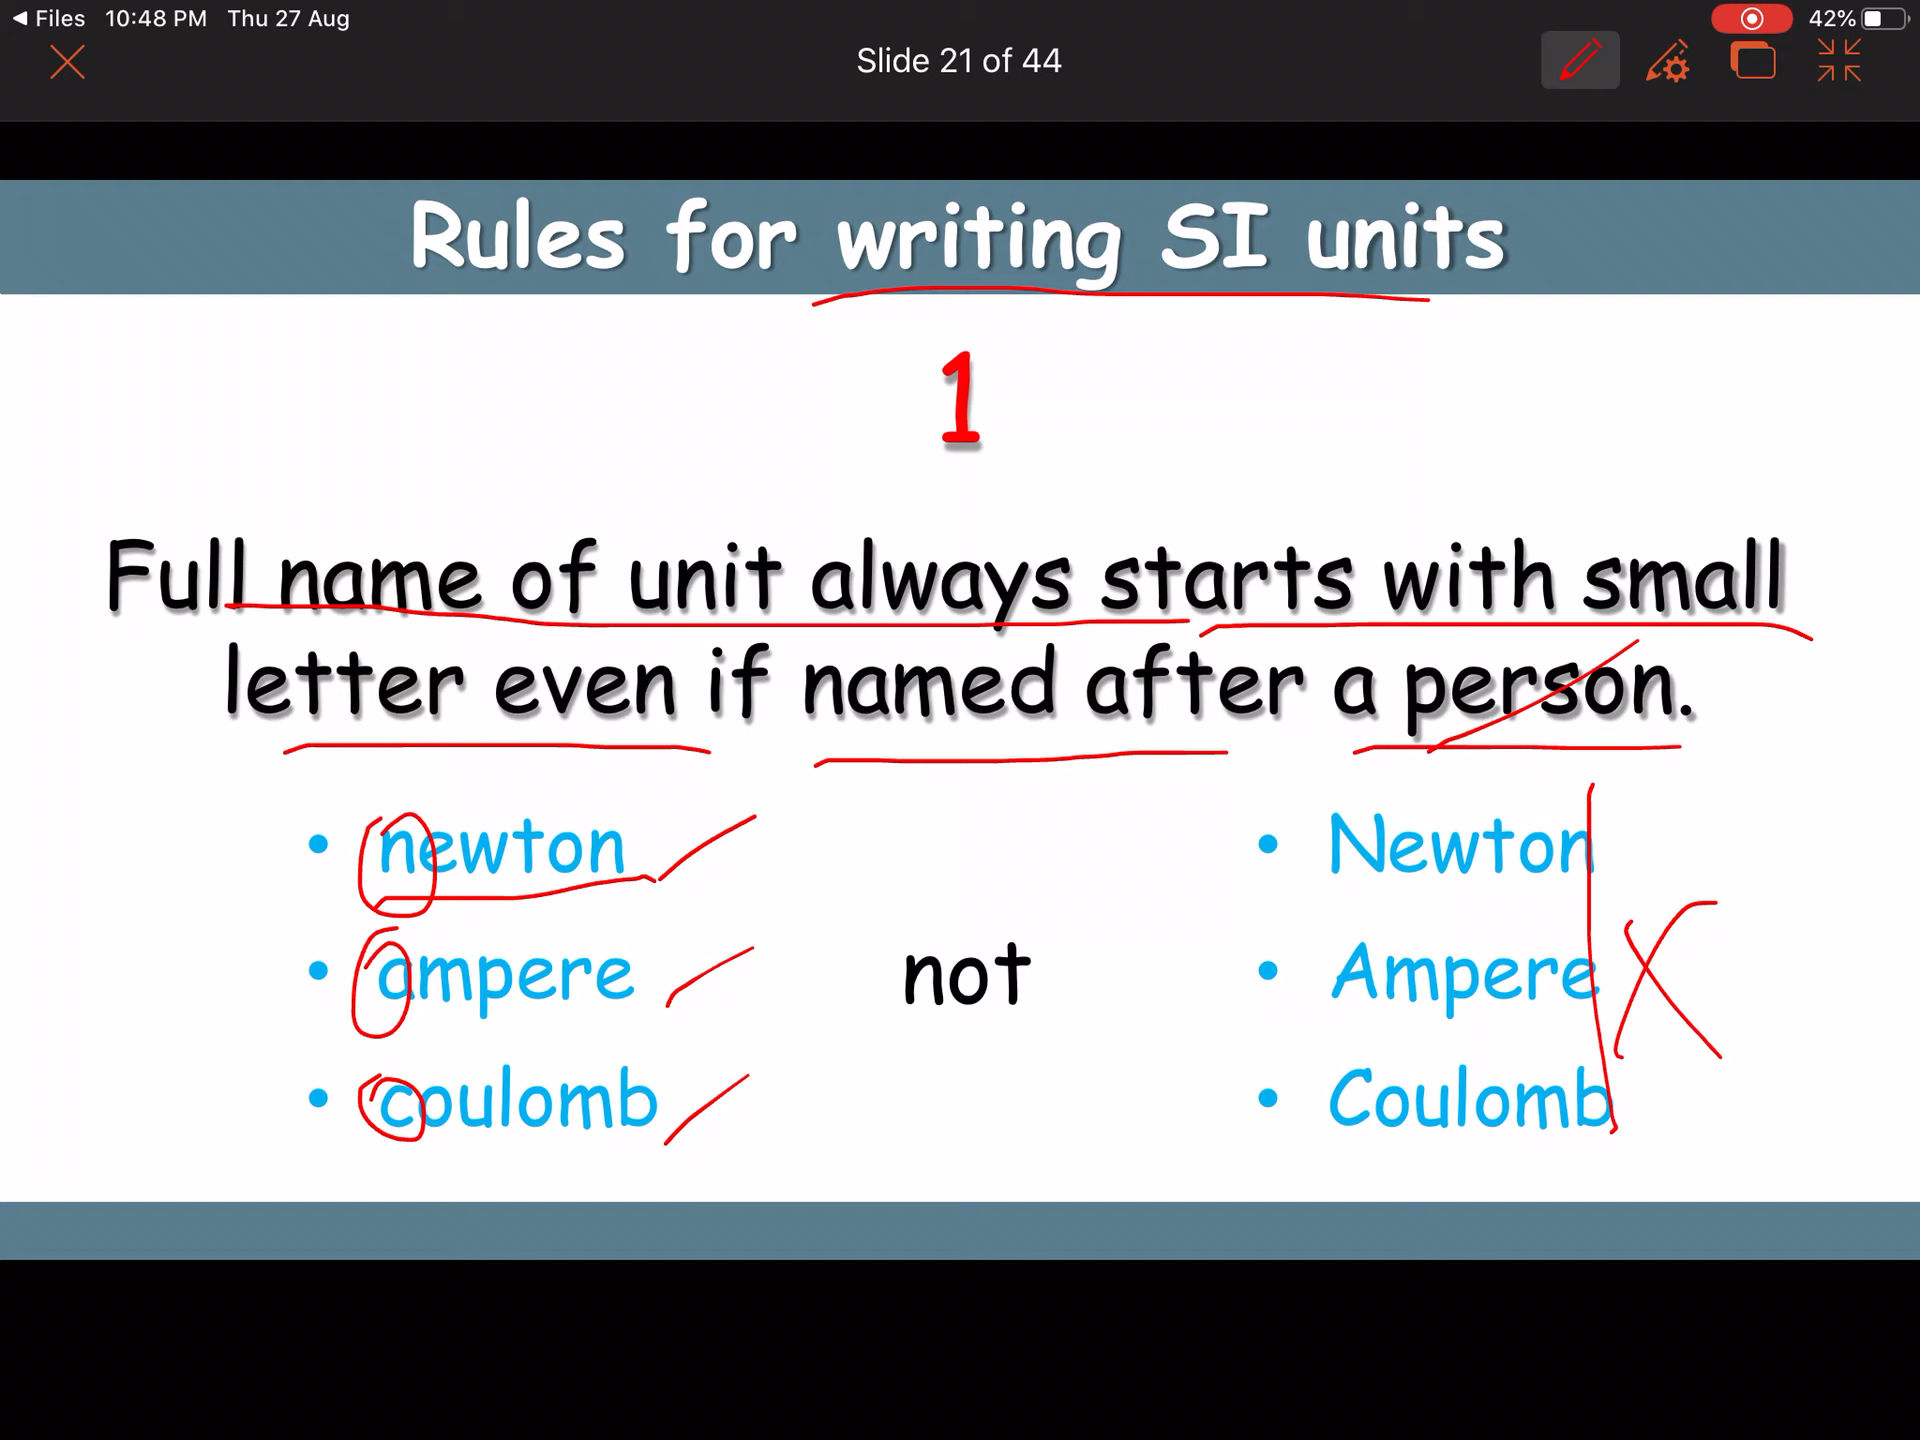 Files 10:48 PM Thu 27 Aug 42%
Slide 21 of 44
Rules for writing SI units
1
Full name of unit always starts with small
letter even if named after a person.
• newton
• ampere
• coulomb
not
• Newton
• Ampere
• Coulomb